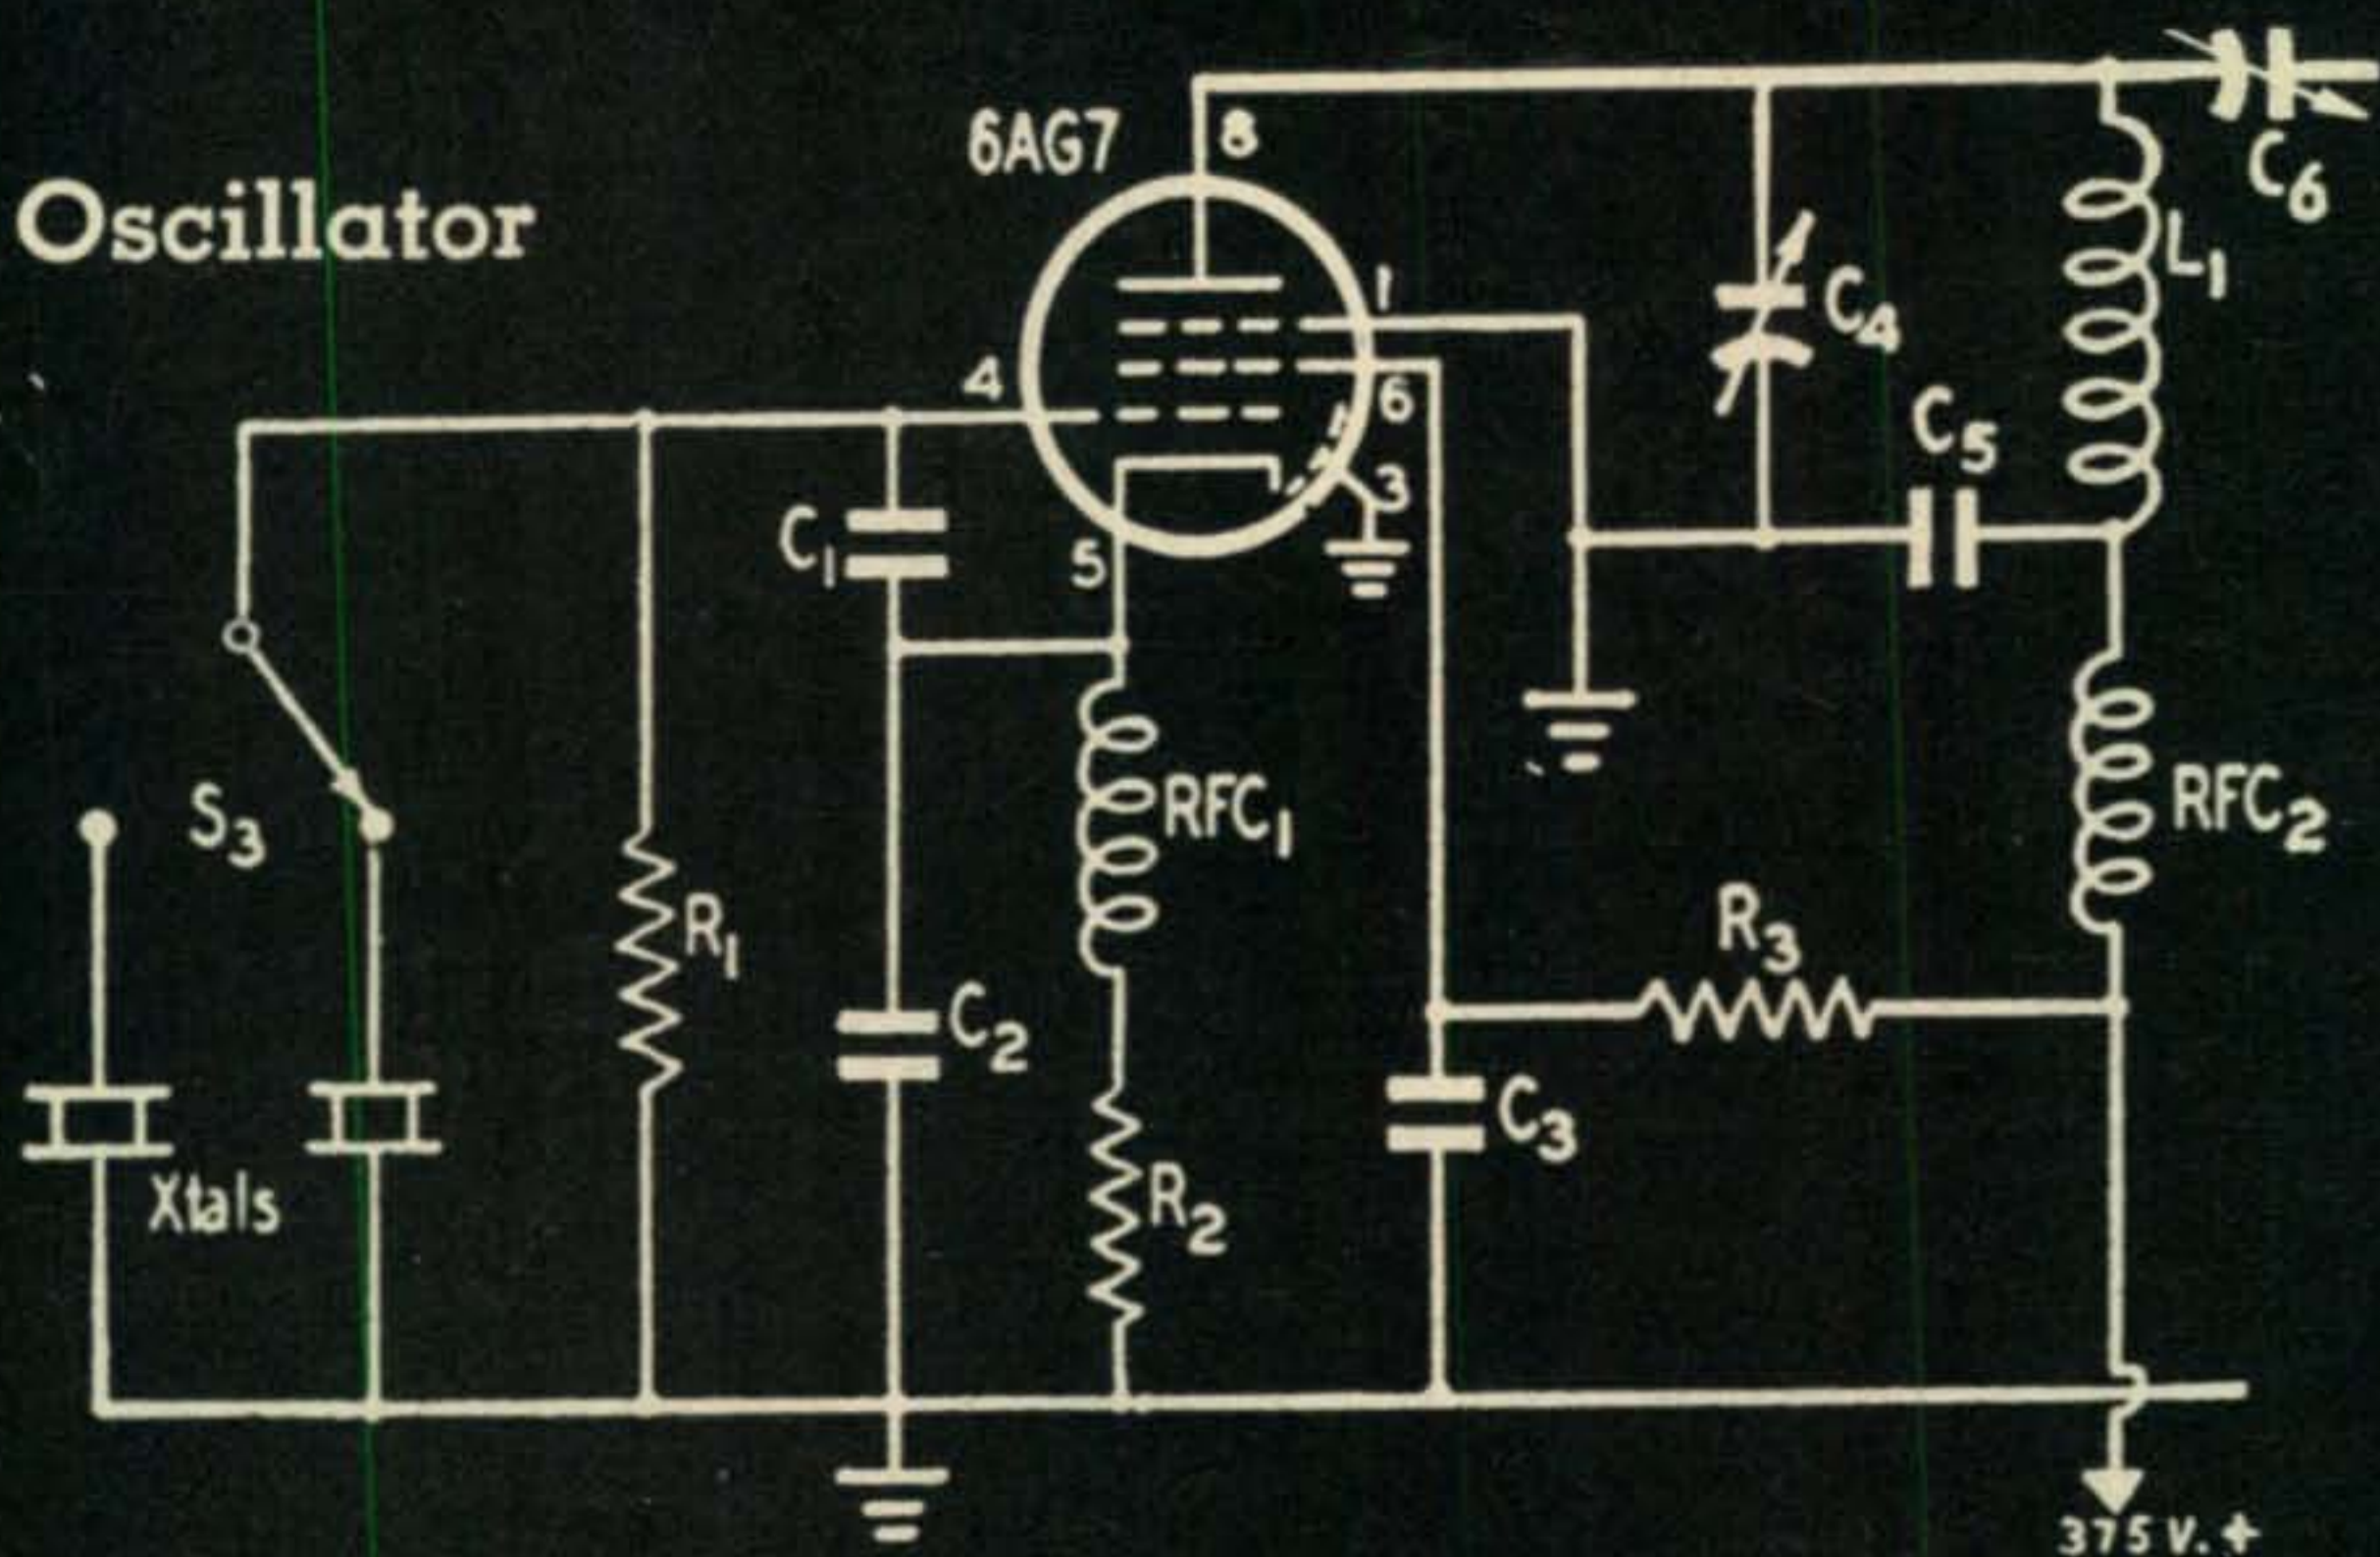 Oscillator
6AG7
8
1
4
6
3
5
C1
C2
C3
C4
C5
C6
L1
RFC1
RFC2
R1
R2
R3
S3
Xtals
375 V. +